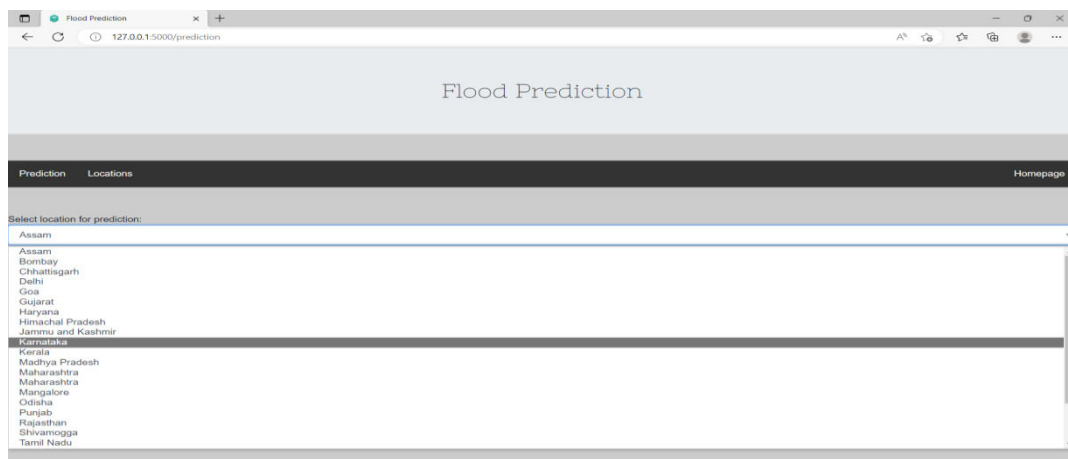 Flood Prediction
127.0.0.1:5000/prediction
Flood Prediction
Prediction Locations Homepage
Select location for prediction:
Assam
Assam
Bombay
Chhattisgarh
Delhi
Goa
Gujarat
Haryana
Himachal Pradesh
Jammu and Kashmir
Karnataka
Kerala
Madhya Pradesh
Maharashtra
Maharashtra
Mangalore
Odisha
Punjab
Rajasthan
Shivamogga
Tamil Nadu